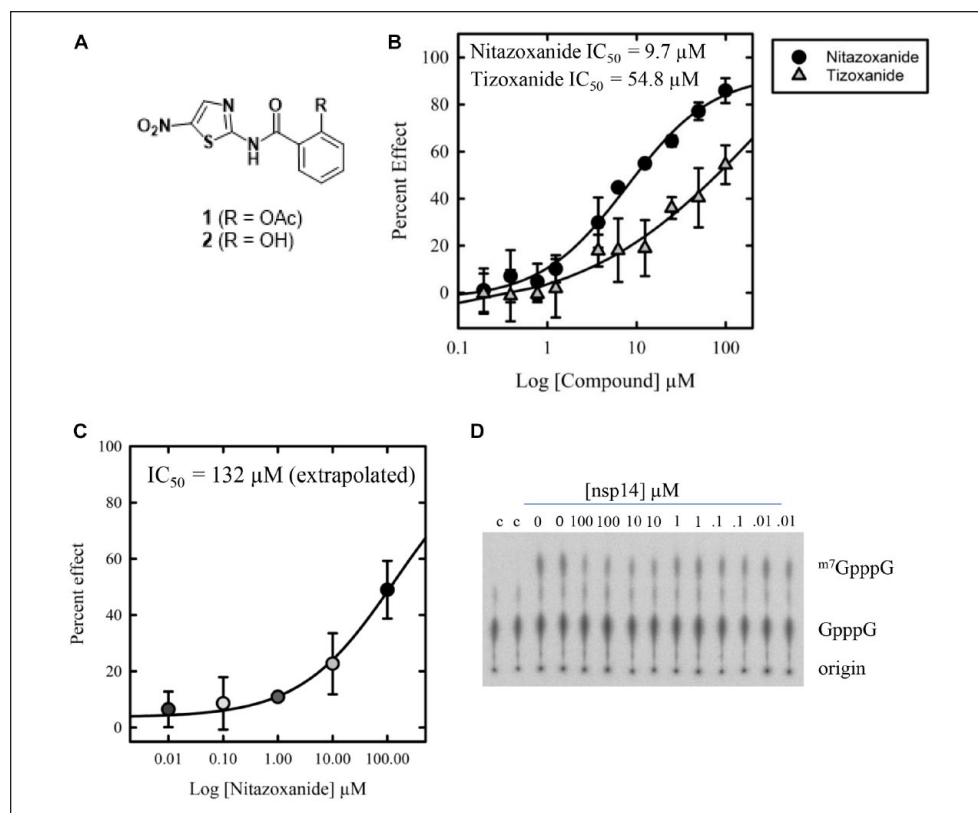 A
O₂N
N
S
N
H
O
R
1 (R = OAc)
2 (R = OH)
B
Nitazoxanide IC₅₀ = 9.7 µM
Tizoxanide IC₅₀ = 54.8 µM
Nitazoxanide
Tizoxanide
100
80
60
40
20
0
Percent Effect
0.1 1 10 100
Log [Compound] µM
C
IC₅₀ = 132 µM (extrapolated)
100
80
60
40
20
0
Percent effect
0.01 0.10 1.00 10.00 100.00
Log [Nitazoxanide] µM
D
[nsp14] µM
c c 0 0 100 100 10 10 1 1 .1 .1 .01 .01
ᵐ⁷GpppG
GpppG
origin